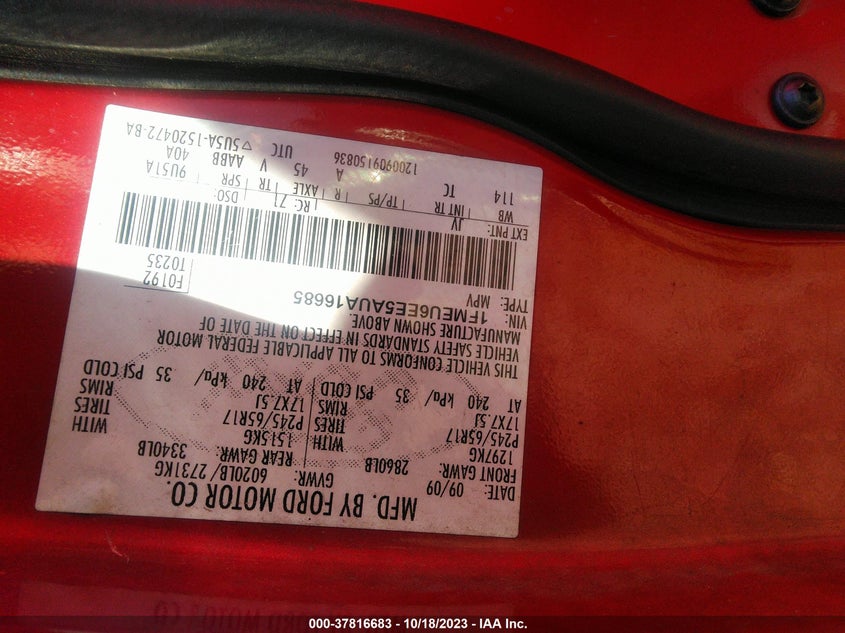 MFD. BY FORD MOTOR CO.
DATE: 09/09 GVWR: 6020LB/ 2731KG
FRONT GAWR: 2860LB REAR GAWR: 3340LB
1297KG WITH 1515KG WITH
P245/65R17 TIRES P245/65R17 TIRES
17X7.5J RIMS 17X7.5J RIMS
AT 240 kPa/ 35 PSI COLD AT 240 kPa/ 35 PSI COLD
THIS VEHICLE CONFORMS TO ALL APPLICABLE FEDERAL MOTOR
VEHICLE SAFETY STANDARDS IN EFFECT ON THE DATE OF
MANUFACTURE SHOWN ABOVE.
VIN: 1FMEU6EE5AUA16685
TYPE: MPV F0192
T0235
EXT PNT: JV RC: 71 DSO:
WB INT TR TP/PS R AXLE TR SPR 9U51A
114 TC A 45 V AABB 40A
UTC ▽5U5A-1520472-BA
1200909150836
000-37816683 - 10/18/2023 - IAA Inc.